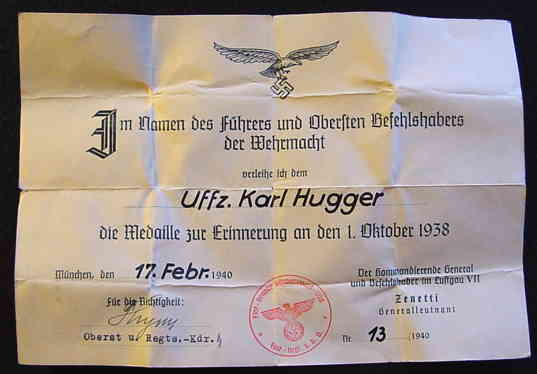 Im Namen des Führers und Obersten Befehlshabers
der Wehrmacht
verleihe ich dem
Uffz. Karl Hugger
die Medaille zur Erinnerung an den 1. Oktober 1938
München, den 17. Febr. 1940
Für die Richtigkeit:
Oberst u. Regts.-Kdr.
Der Kommandierende General
und Befehlshaber im Luftgau VII
Zenetti
Generalleutnant
Nr. 13 /1940